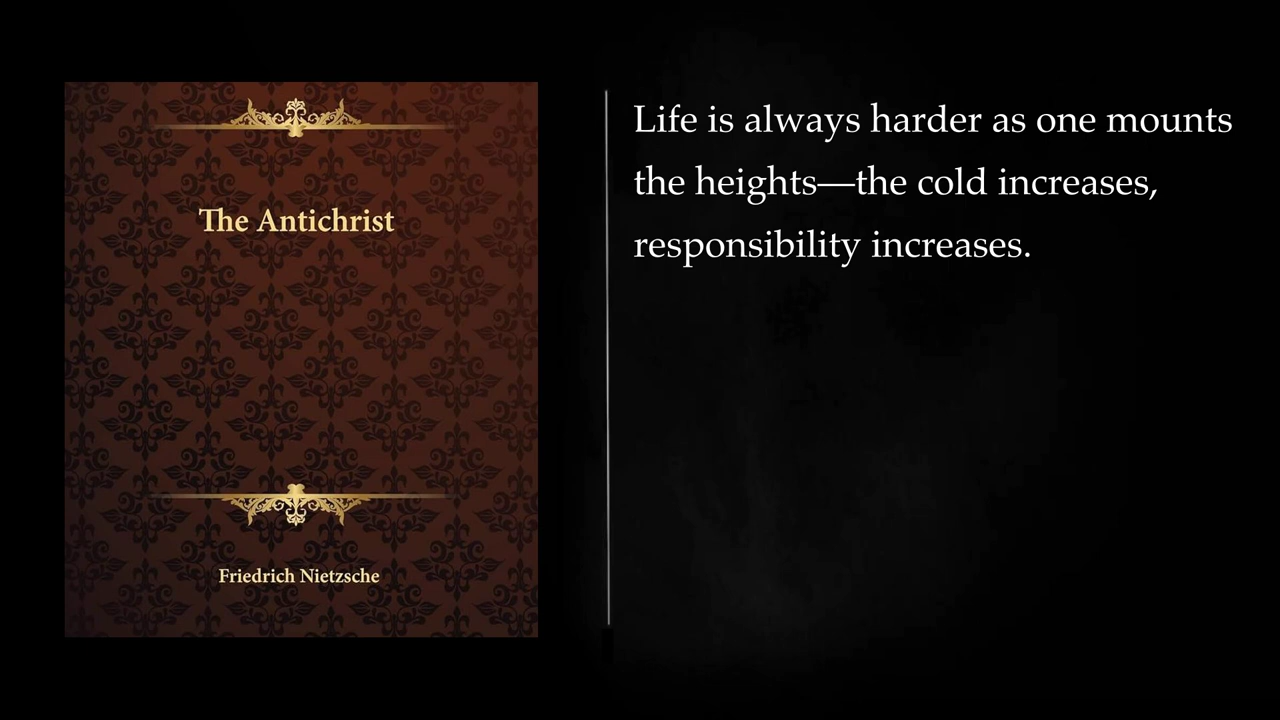 The Antichrist
Friedrich Nietzsche
Life is always harder as one mounts
the heights—the cold increases,
responsibility increases.